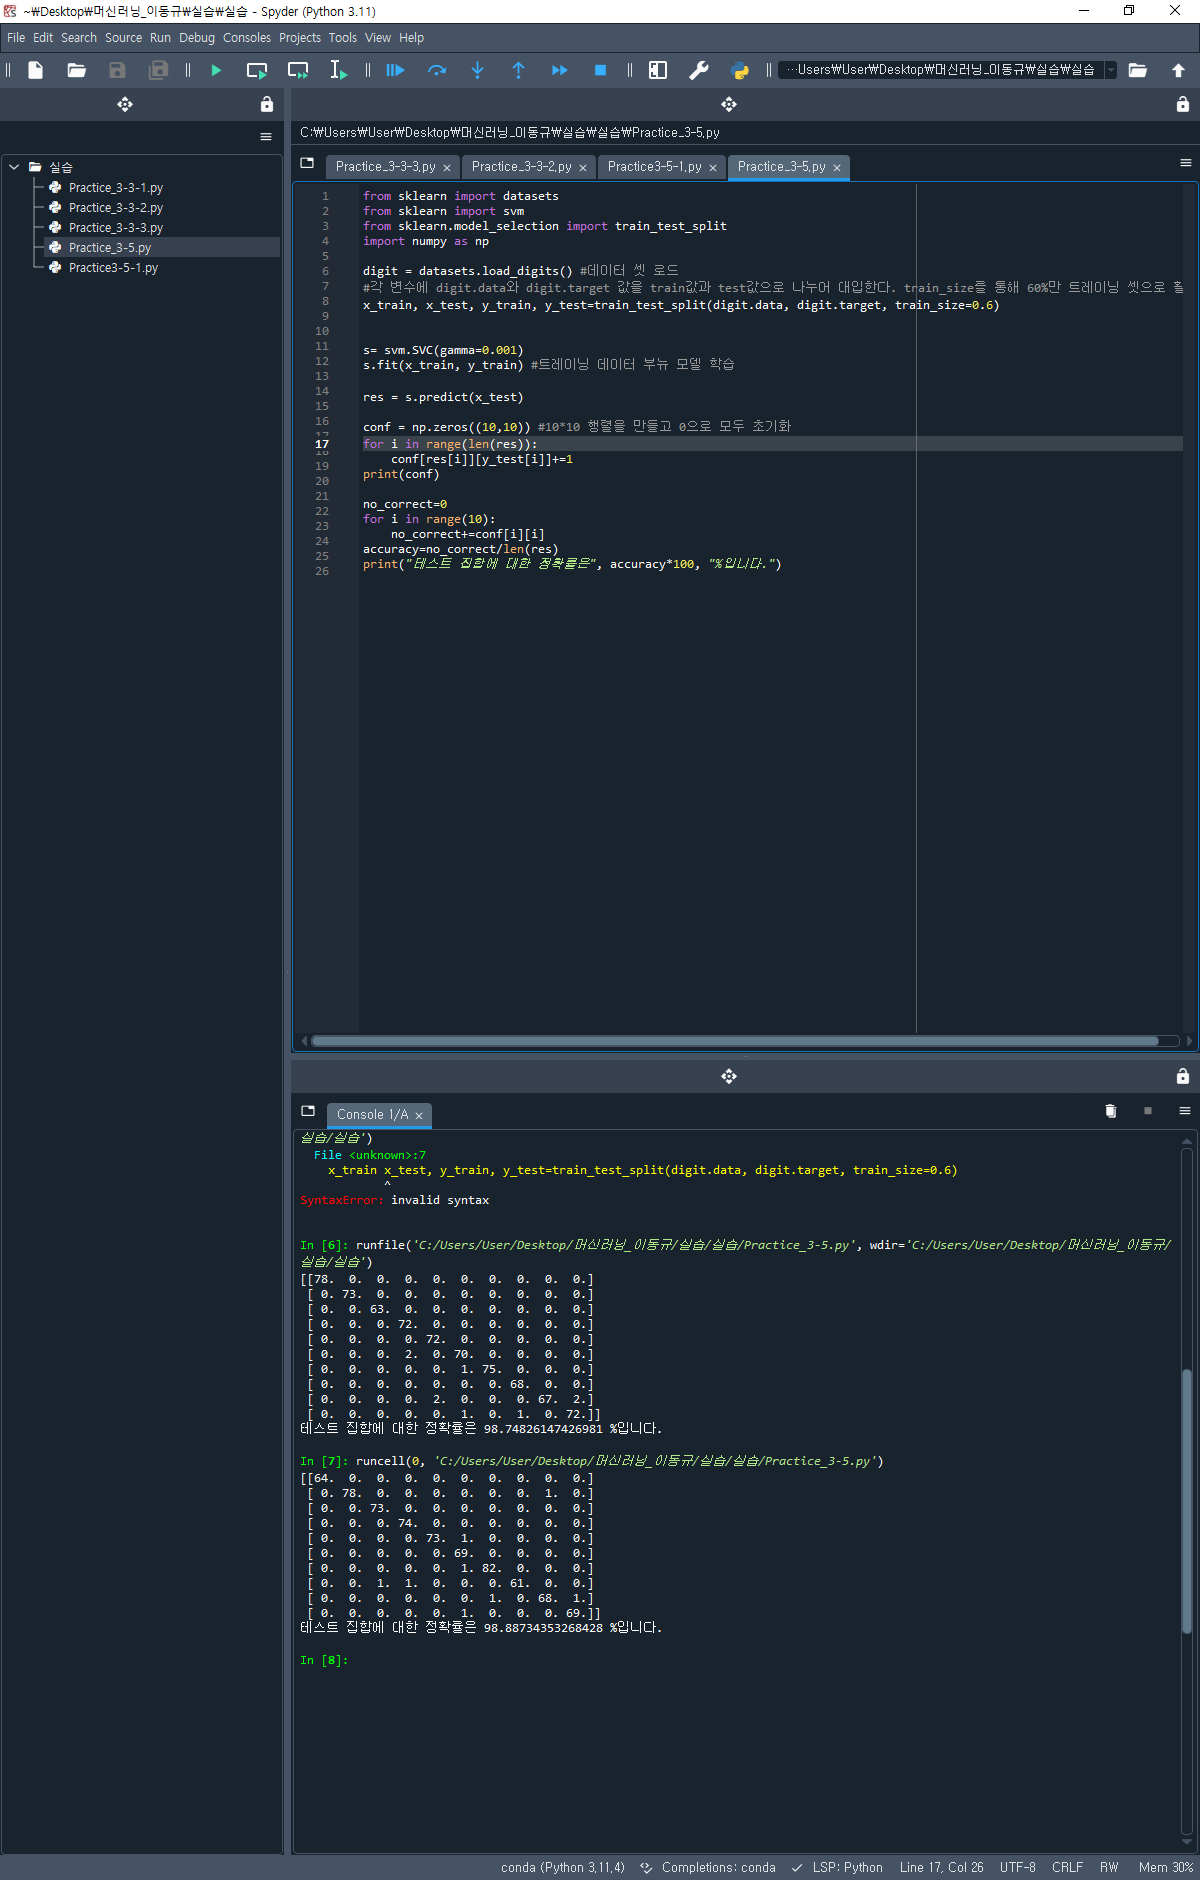 ~₩Desktop₩머신러닝_이동규₩실습₩실습 - Spyder (Python 3.11)
File Edit Search Source Run Debug Consoles Projects Tools View Help
···Users₩User₩Desktop₩머신러닝_이동규₩실습₩실습
C:₩Users₩User₩Desktop₩머신러닝_이동규₩실습₩실습₩Practice_3-5.py
실습
Practice_3-3-1.py
Practice_3-3-2.py
Practice_3-3-3.py
Practice_3-5.py
Practice3-5-1.py
Practice_3-3-3.py Practice_3-3-2.py Practice3-5-1.py Practice_3-5.py
1 from sklearn import datasets
2 from sklearn import svm
3 from sklearn.model_selection import train_test_split
4 import numpy as np
5
6 digit = datasets.load_digits() #데이터 셋 로드
7 #각 변수에 digit.data와 digit.target 값을 train값과 test값으로 나누어 대입한다. train_size를 통해 60%만 트레이닝 셋으로 활
8 x_train, x_test, y_train, y_test=train_test_split(digit.data, digit.target, train_size=0.6)
9
10
11 s= svm.SVC(gamma=0.001)
12 s.fit(x_train, y_train) #트레이닝 데이터 부뉴 모델 학습
13
14 res = s.predict(x_test)
15
16 conf = np.zeros((10,10)) #10*10 행렬을 만들고 0으로 모두 초기화
17 for i in range(len(res)):
18     conf[res[i]][y_test[i]]+=1
19 print(conf)
20
21 no_correct=0
22 for i in range(10):
23     no_correct+=conf[i][i]
24 accuracy=no_correct/len(res)
25 print("테스트 집합에 대한 정확률은", accuracy*100, "%입니다.")
26
Console 1/A
실습/실습')
File <unknown>:7
x_train x_test, y_train, y_test=train_test_split(digit.data, digit.target, train_size=0.6)
^
SyntaxError: invalid syntax
In [6]: runfile('C:/Users/User/Desktop/머신러닝_이동규/실습/실습/Practice_3-5.py', wdir='C:/Users/User/Desktop/머신러닝_이동규/
실습/실습')
[[78. 0. 0. 0. 0. 0. 0. 0. 0. 0.]
[ 0. 73. 0. 0. 0. 0. 0. 0. 0. 0.]
[ 0. 0. 63. 0. 0. 0. 0. 0. 0. 0.]
[ 0. 0. 0. 72. 0. 0. 0. 0. 0. 0.]
[ 0. 0. 0. 0. 72. 0. 0. 0. 0. 0.]
[ 0. 0. 0. 2. 0. 70. 0. 0. 0. 0.]
[ 0. 0. 0. 0. 0. 1. 75. 0. 0. 0.]
[ 0. 0. 0. 0. 0. 0. 0. 68. 0. 0.]
[ 0. 0. 0. 0. 2. 0. 0. 0. 67. 2.]
[ 0. 0. 0. 0. 0. 1. 0. 1. 0. 72.]]
테스트 집합에 대한 정확률은 98.74826147426981 %입니다.
In [7]: runcell(0, 'C:/Users/User/Desktop/머신러닝_이동규/실습/실습/Practice_3-5.py')
[[64. 0. 0. 0. 0. 0. 0. 0. 0. 0.]
[ 0. 78. 0. 0. 0. 0. 0. 0. 1. 0.]
[ 0. 0. 73. 0. 0. 0. 0. 0. 0. 0.]
[ 0. 0. 0. 74. 0. 0. 0. 0. 0. 0.]
[ 0. 0. 0. 0. 73. 1. 0. 0. 0. 0.]
[ 0. 0. 0. 0. 0. 69. 0. 0. 0. 0.]
[ 0. 0. 0. 0. 0. 1. 82. 0. 0. 0.]
[ 0. 0. 1. 1. 0. 0. 0. 61. 0. 0.]
[ 0. 0. 0. 0. 0. 0. 1. 0. 68. 1.]
[ 0. 0. 0. 0. 0. 1. 0. 0. 0. 69.]]
테스트 집합에 대한 정확률은 98.88734353268428 %입니다.
In [8]:
conda (Python 3.11.4) Completions: conda LSP: Python Line 17, Col 26 UTF-8 CRLF RW Mem 30%